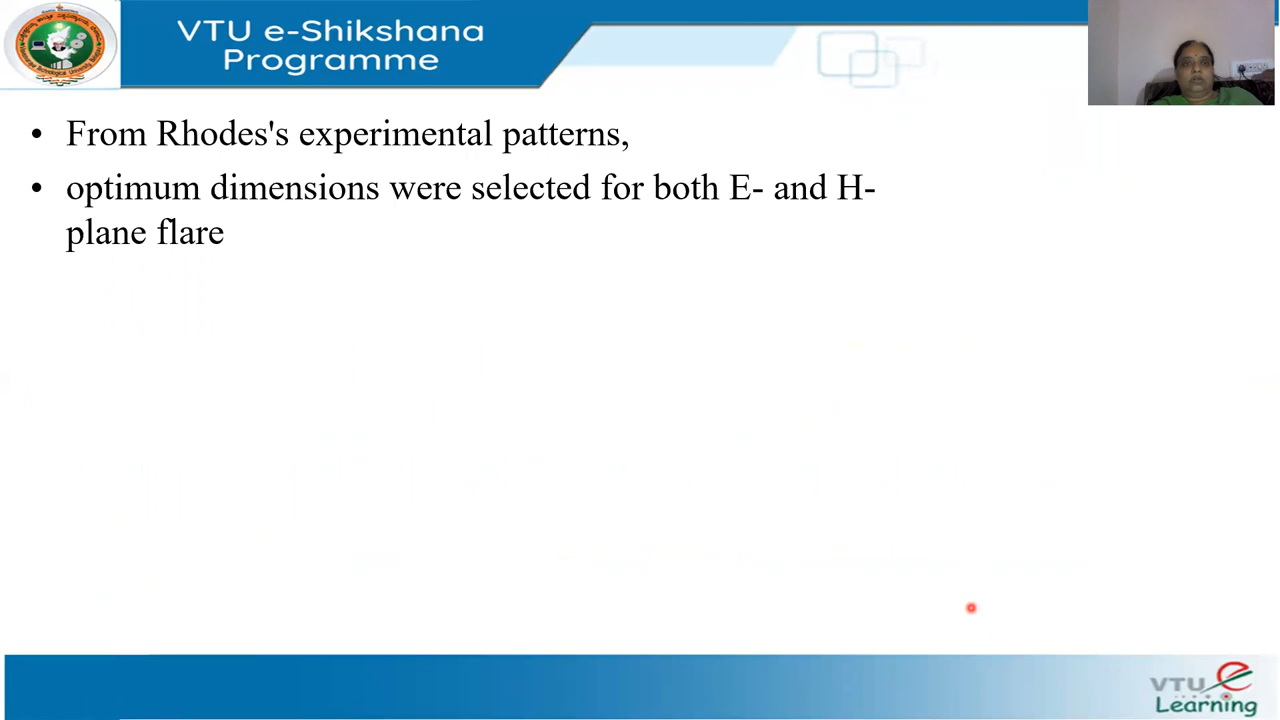 VTU e-Shikshana
Programme
• From Rhodes's experimental patterns,
• optimum dimensions were selected for both E- and H-
plane flare
VTU e
Learning